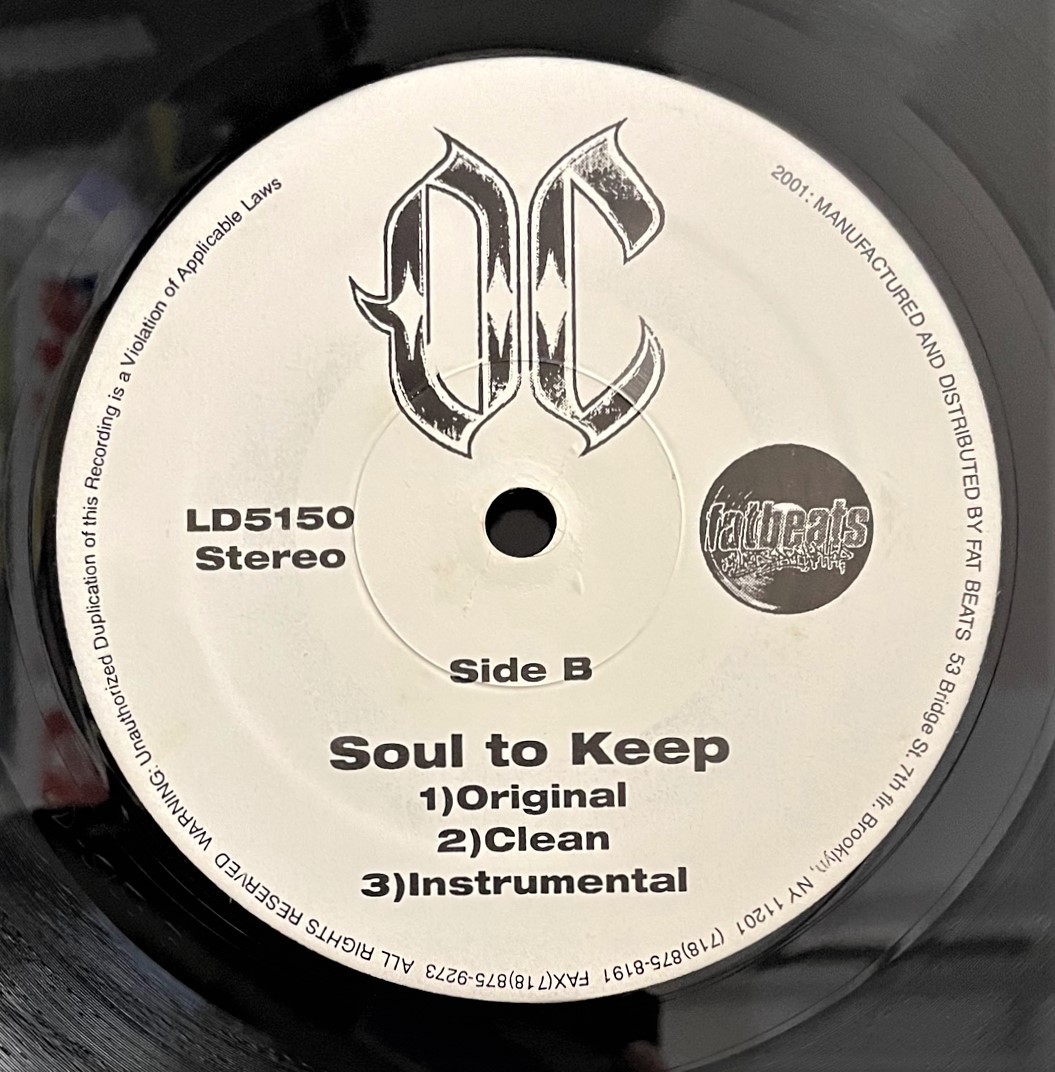 OC
2001: MANUFACTURED AND DISTRIBUTED BY FAT BEATS 53 Bridge St. 7th flr. Brooklyn, NY 11201 (718)875-8191 FAX(718)875-9273 ALL RIGHTS RESERVED WARNING: Unauthorized Duplication of this Recording is a Violation of Applicable Laws
LD5150
Stereo
fatbeats
Side B
Soul to Keep
1)Original
2)Clean
3)Instrumental